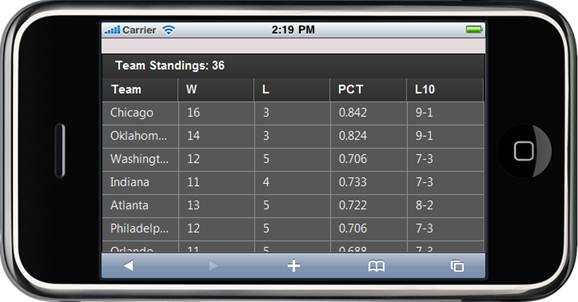 Carrier 2:19 PM
Team Standings: 36
Team W L PCT L10
Chicago 16 3 0.842 9-1
Oklahom... 14 3 0.824 9-1
Washingt... 12 5 0.706 7-3
Indiana 11 4 0.733 7-3
Atlanta 13 5 0.722 8-2
Philadelp... 12 5 0.706 7-3
Orlando 11 5 0.688 7-3